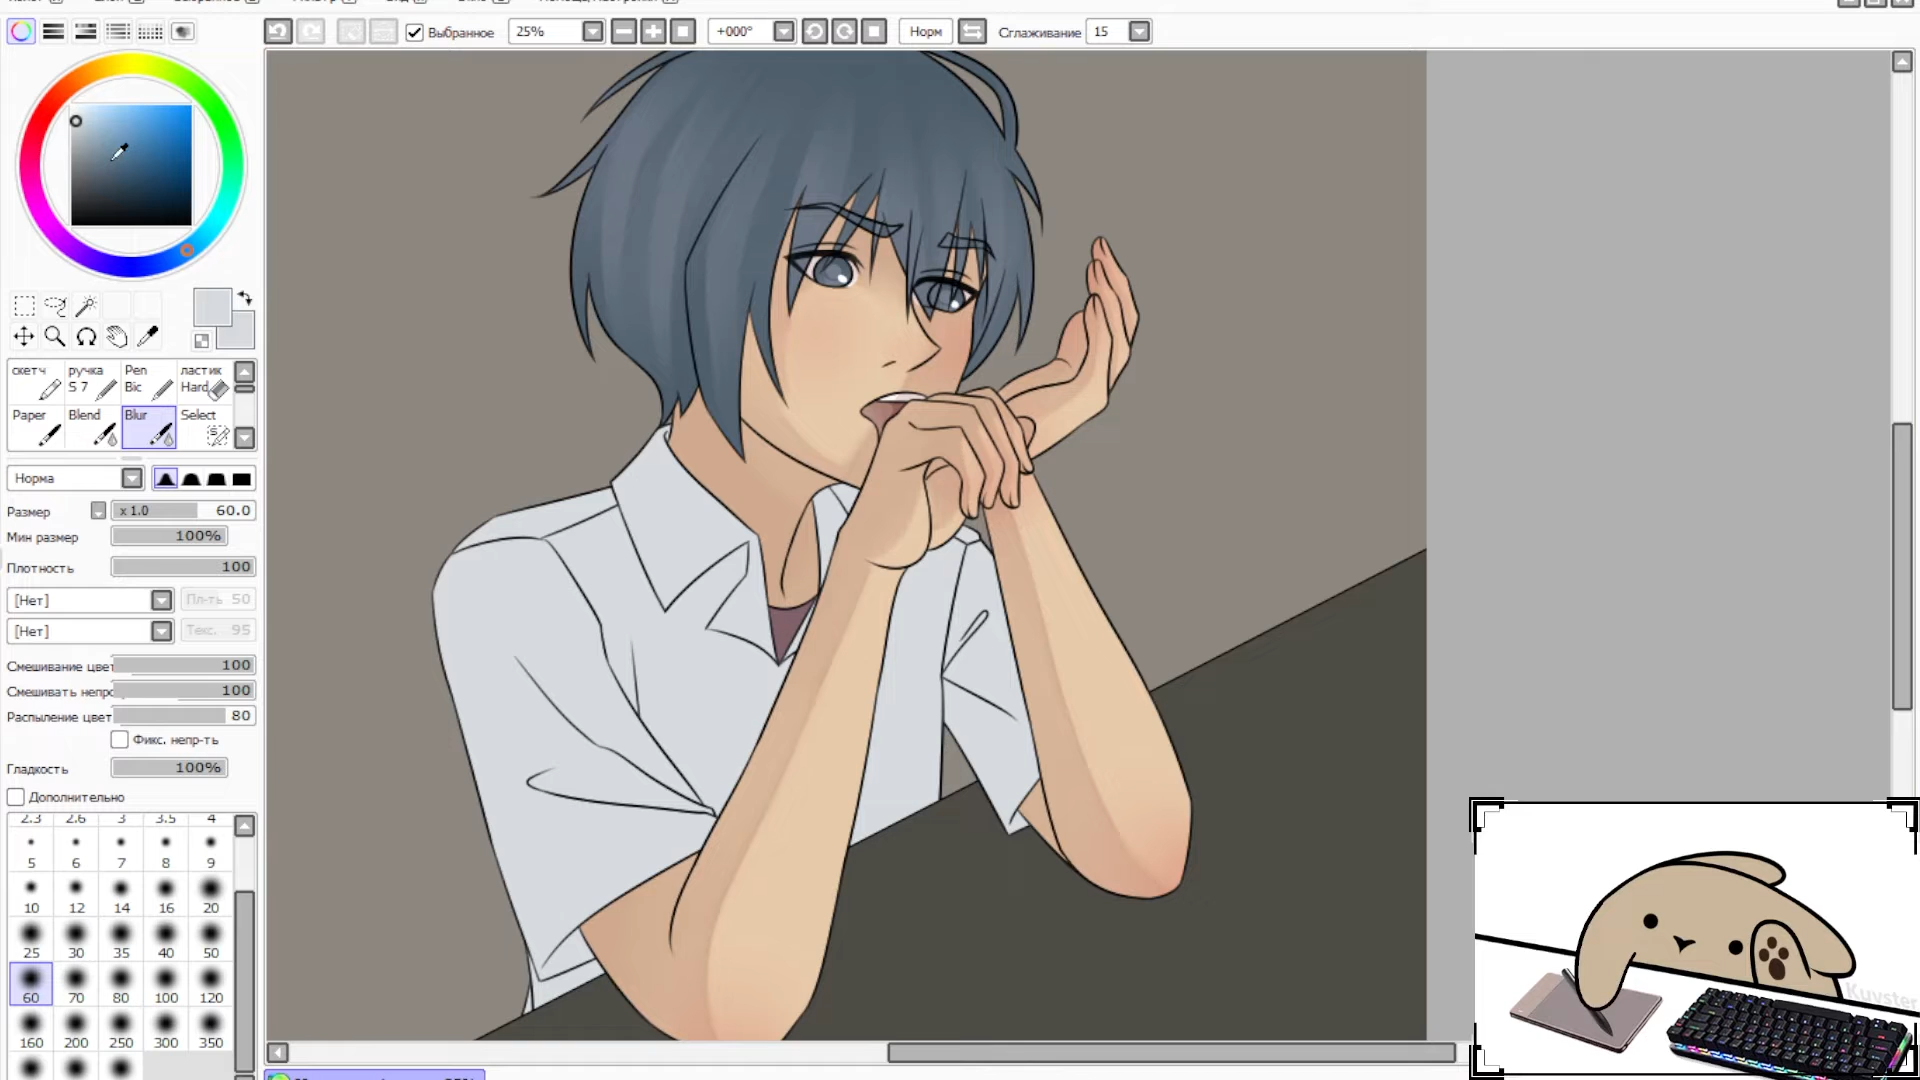 Выбранное 25% +000° Норм Сглаживание 15
скетч ручка Pen ластик
S 7 Bic Hard
Paper Blend Blur Select
Норма
Размер x 1.0 60.0
Мин размер 100%
Плотность 100
[Нет] Пл-ть 50
[Нет] Текс. 95
Смешивание цвет 100
Смешивать непро 100
Распыление цвет 80
Фикс. непр-ть
Гладкость 100%
Дополнительно
2.3 2.6 3 3.5 4
5 6 7 8 9
10 12 14 16 20
25 30 35 40 50
60 70 80 100 120
160 200 250 300 350
Kuvster